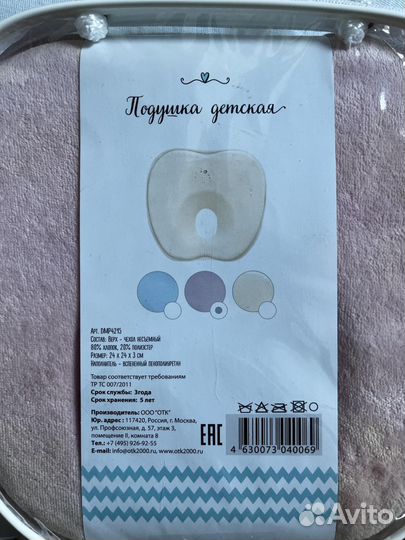 Подушка детская
Арт. DMP4215
Состав: Верх - чехол несъемный
80% хлопок, 20% полиэстер
Размер: 24 х 24 х 3 см
Наполнитель - вспененный пенополиуретан
Товар соответствует требованиям
ТР ТС 007/2011
Срок службы: 3года
Срок хранения: 5 лет
Производитель: ООО "ОТК"
Юр. адрес : 117420, Россия, г. Москва,
ул. Профсоюзная, д. 57, этаж 3,
помещение II, комната 8
Тел.: +7 (495) 926-92-55
E-mail: info@otk2000.ru, www.otk2000.ru
EAC
4 630073 040069
Avito